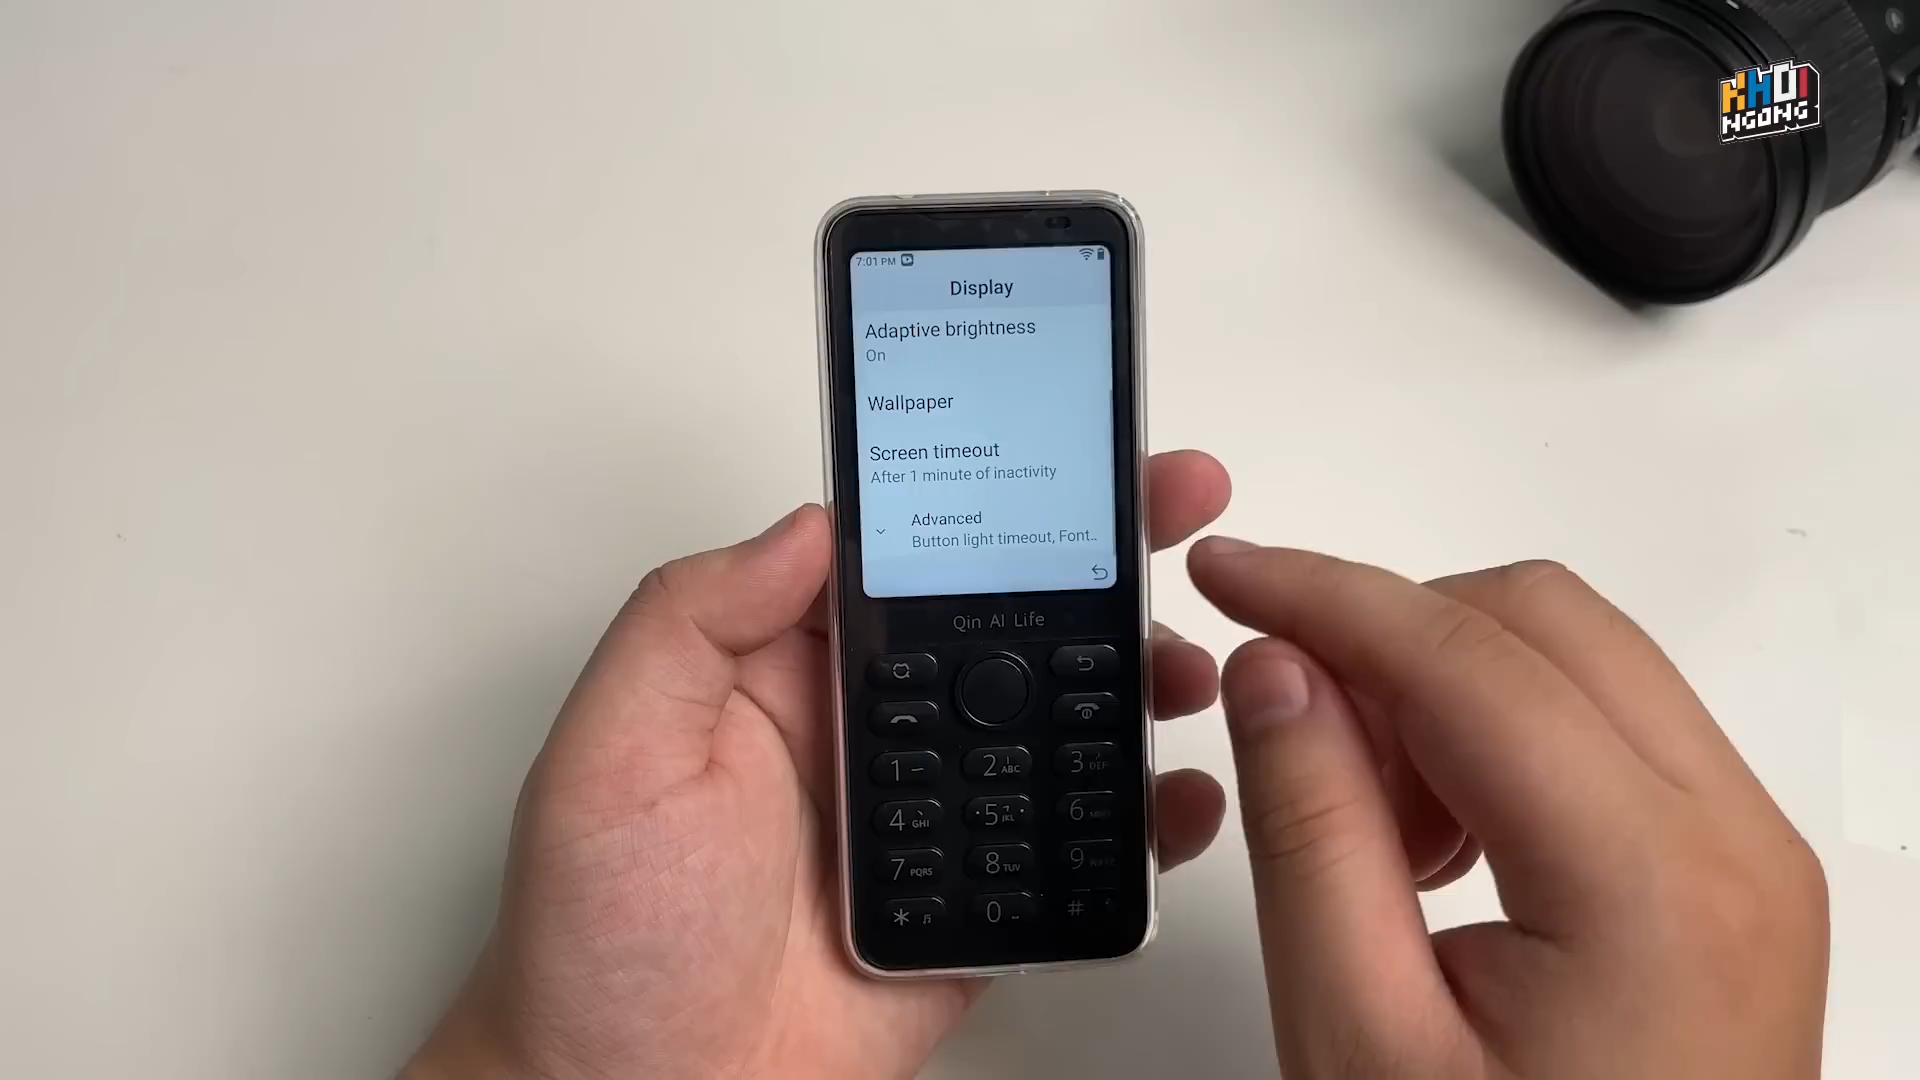 KHOI
NGONG
7:01 PM
Display
Adaptive brightness
On
Wallpaper
Screen timeout
After 1 minute of inactivity
Advanced
Button light timeout, Font..
Qin AI Life
1
2 ABC
3 DEF
4 GHI
5 JKL
6 MNO
7 PQRS
8 TUV
9
* 0 #